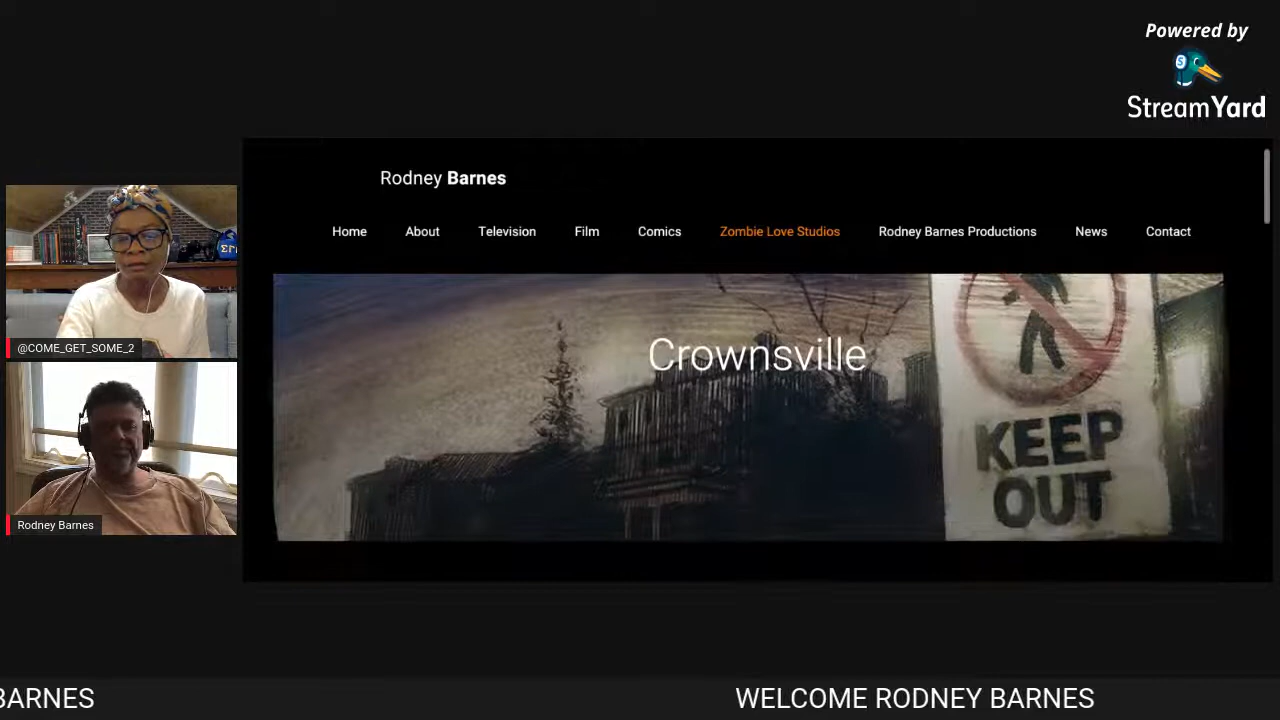 Powered by
StreamYard
Rodney Barnes
Home About Television Film Comics Zombie Love Studios Rodney Barnes Productions News Contact
Crownsville
KEEP
OUT
@COME_GET_SOME_2
Rodney Barnes
BARNES WELCOME RODNEY BARNES